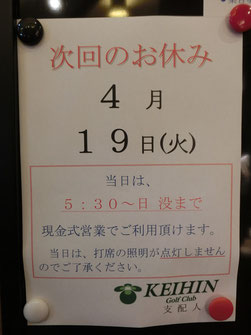 次回のお休み
４　月
１９日(火)
当日は、
５：３０～日 没まで
現金式営業でご利用頂けます。
当日は、打席の照明が点灯しません
のでご了承ください。
KEIHIN
Golf Club
支配人